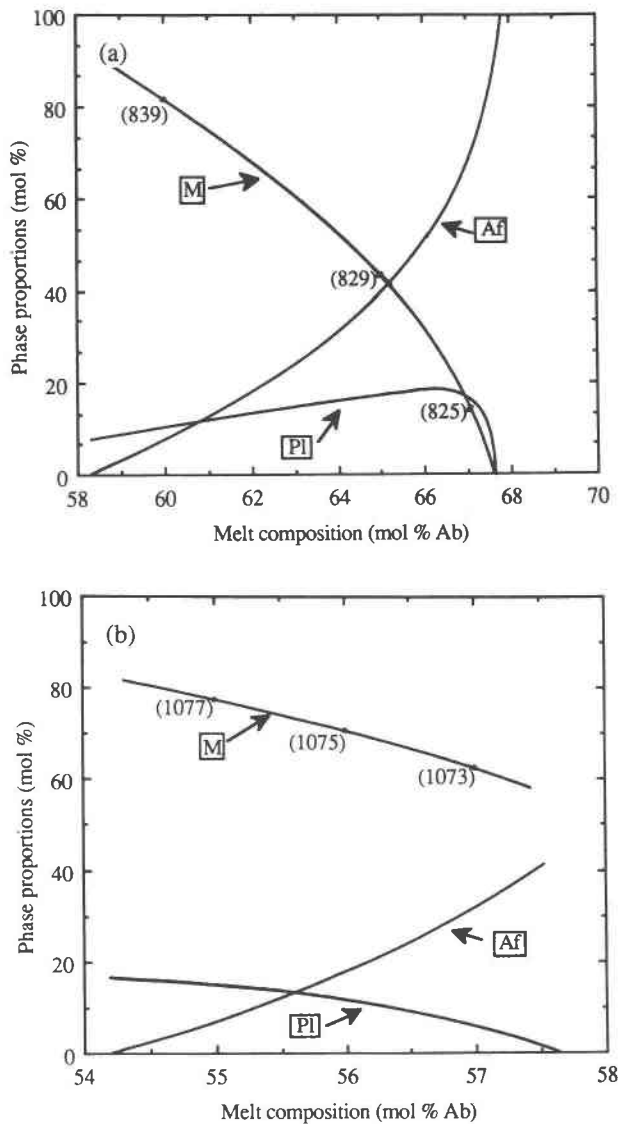 (a)
100
80
60
40
20
0
Phase proportions (mol %)
(839)
M
Af
(829)
(825)
Pl
58 60 62 64 66 68 70
Melt composition (mol % Ab)
(b)
100
80
60
40
20
0
Phase proportions (mol %)
(1077)
M
(1075)
(1073)
Af
Pl
54 55 56 57 58
Melt composition (mol % Ab)